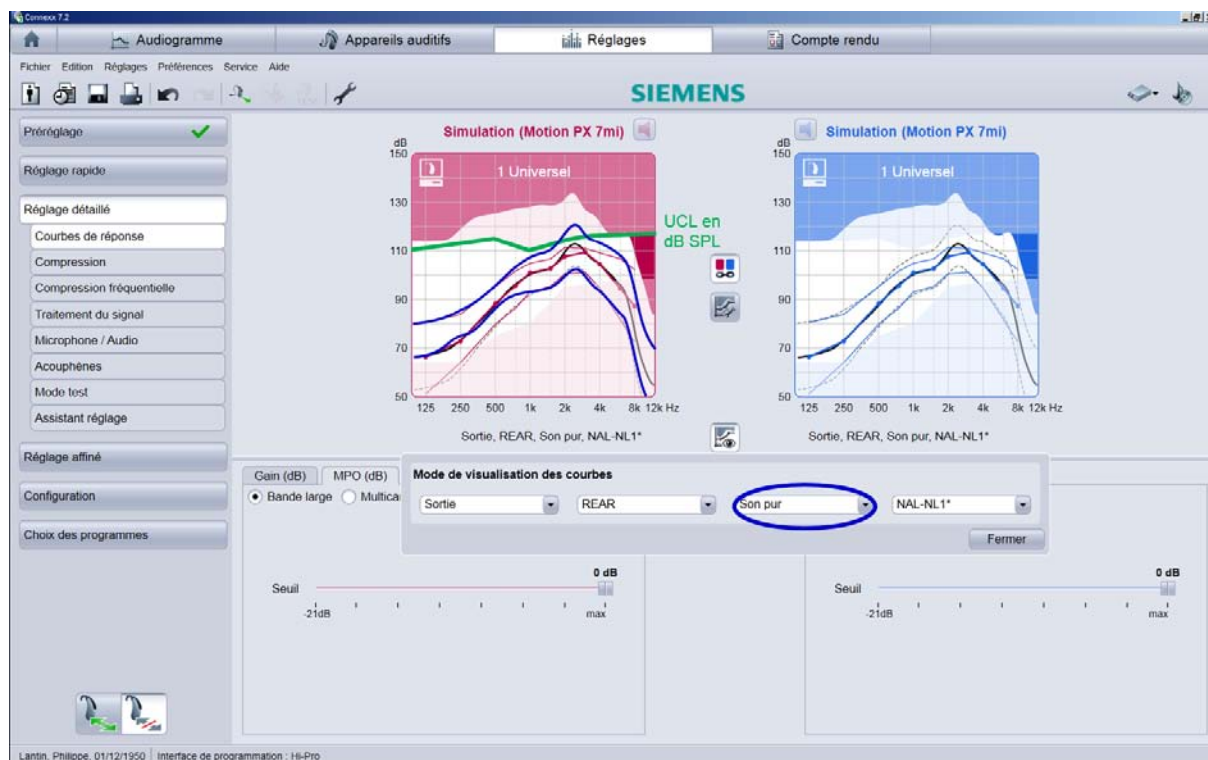 Connexx 7.2
Audiogramme
Appareils auditifs
Réglages
Compte rendu
Fichier Edition Réglages Préférences Service Aide
SIEMENS
Préréglage
Réglage rapide
Réglage détaillé
Courbes de réponse
Compression
Compression fréquentielle
Traitement du signal
Microphone / Audio
Acouphènes
Mode test
Assistant réglage
Réglage affiné
Configuration
Choix des programmes
Simulation (Motion PX 7mi)
dB
150
130
110
90
70
50
1 Universel
UCL en
dB SPL
125 250 500 1k 2k 4k 8k 12k Hz
Sortie, REAR, Son pur, NAL-NL1*
Simulation (Motion PX 7mi)
dB
150
130
110
90
70
50
1 Universel
125 250 500 1k 2k 4k 8k 12k Hz
Sortie, REAR, Son pur, NAL-NL1*
Gain (dB) MPO (dB)
Bande large Multica
Mode de visualisation des courbes
Sortie REAR Son pur NAL-NL1*
Fermer
0 dB
Seuil
-21dB max
0 dB
Seuil
-21dB max
Lantin, Philippe, 01/12/1950 Interface de programmation : Hi-Pro